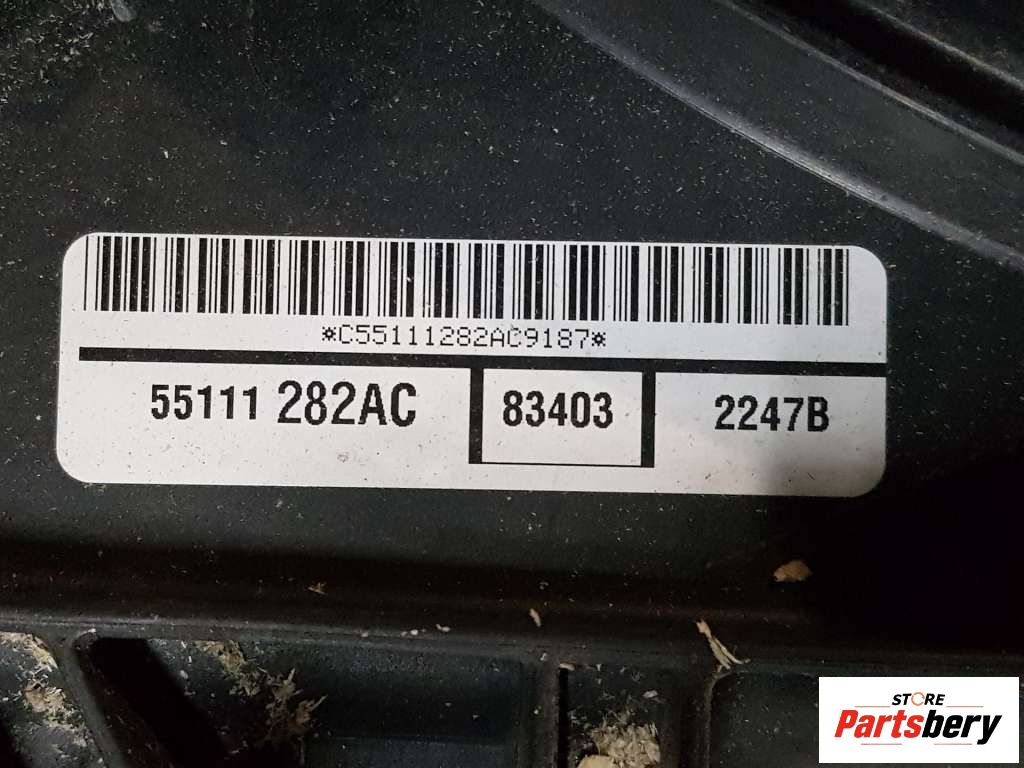 *C55111282AC9187*
55111 282AC 83403 2247B
STORE
Partsbery